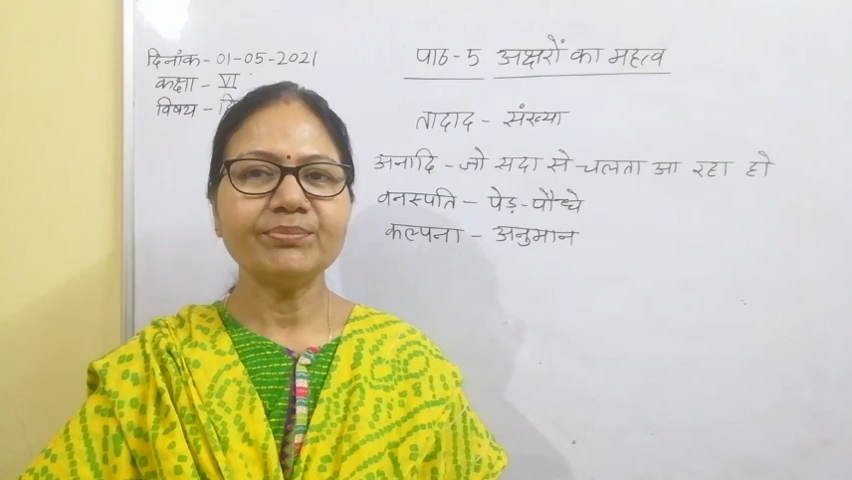 दिनांक - 01-05-2021
कक्षा - VI
विषय -
पाठ-5 अक्षरों का महत्व
तादाद - संख्या
अनादि - जो सदा से चलता आ रहा हो
वनस्पति - पेड़-पौध्धे
कल्पना - अनुमान